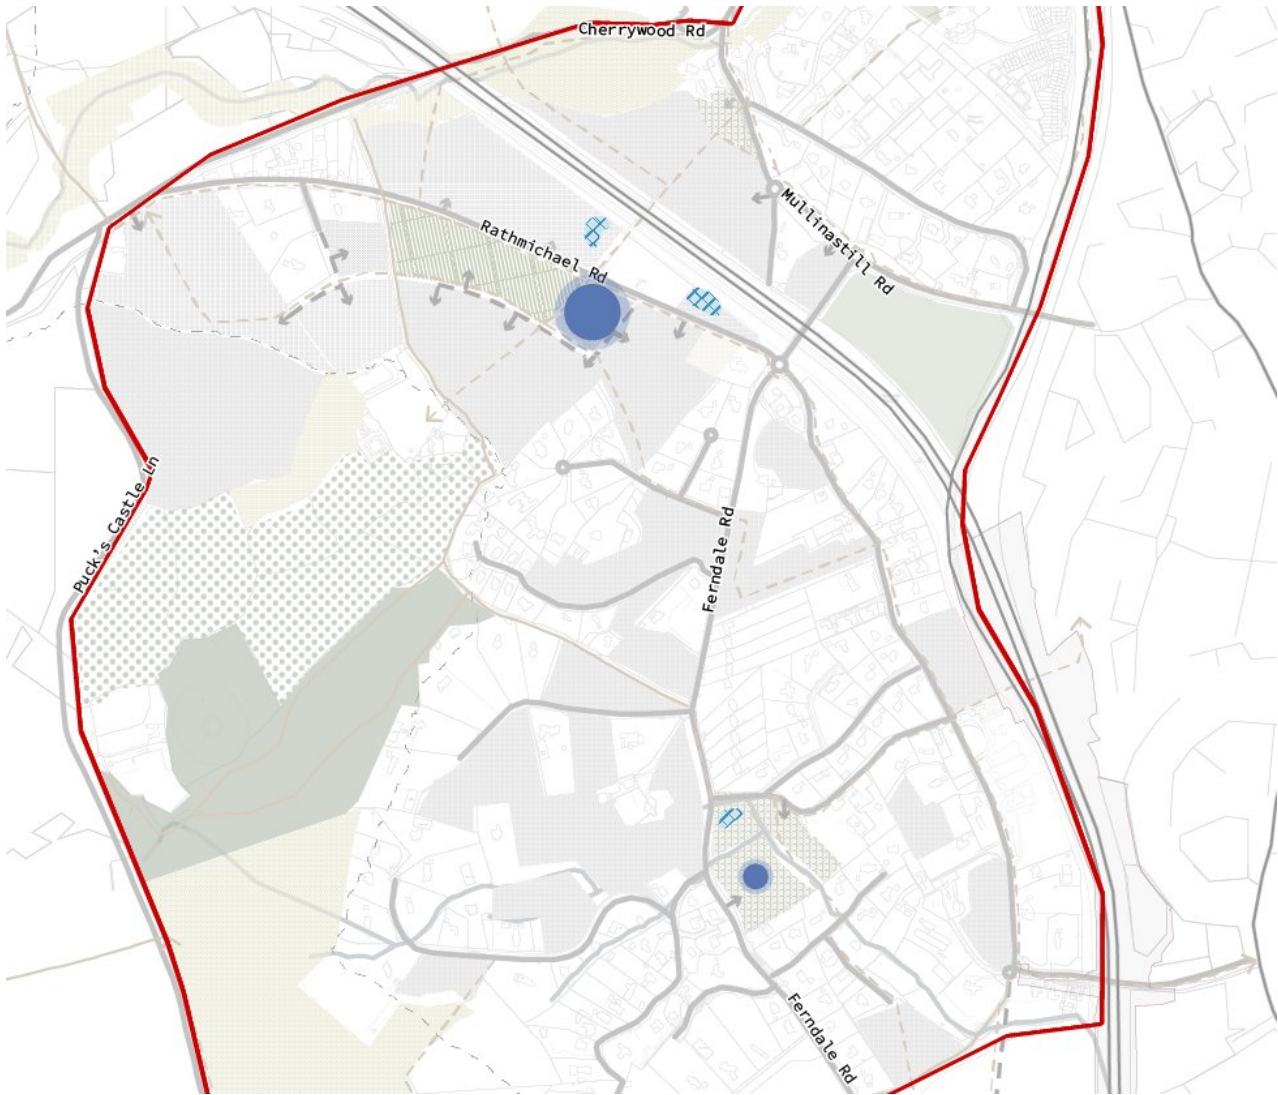 Cherrywood Rd
Mullinastill Rd
Rathmichael Rd
Puck's Castle Ln
Ferndale Rd
Ferndale Rd